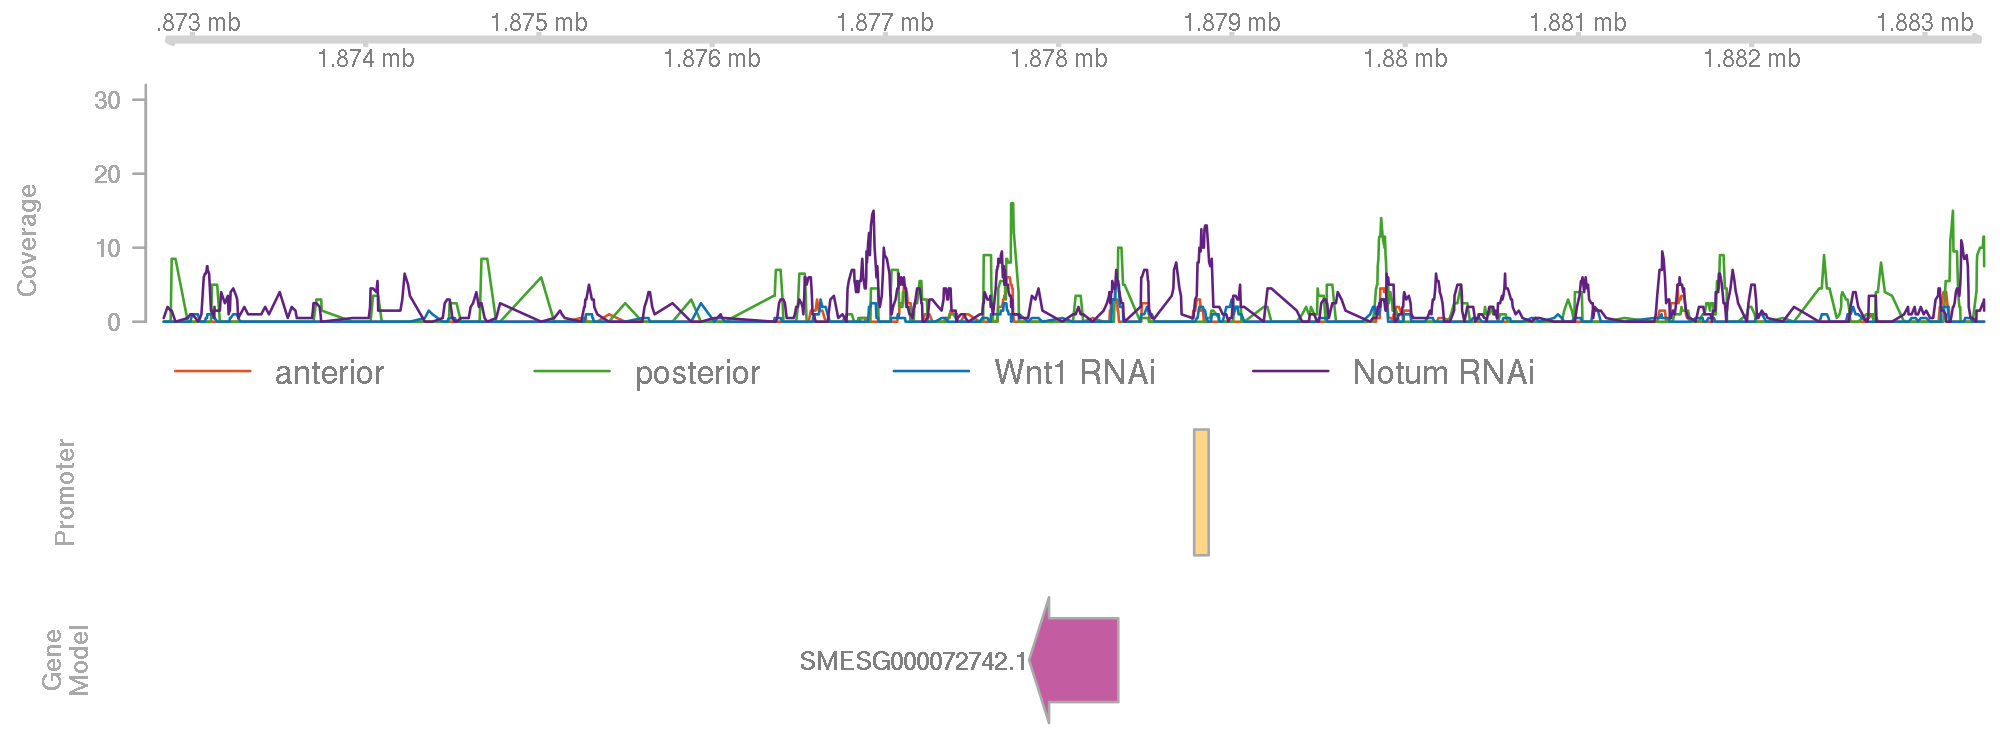 .873 mb 1.875 mb 1.877 mb 1.879 mb 1.881 mb 1.883 mb
1.874 mb 1.876 mb 1.878 mb 1.88 mb 1.882 mb
30
20
10
0
Coverage
anterior posterior Wnt1 RNAi Notum RNAi
Promoter
Gene
Model
SMESG000072742.1